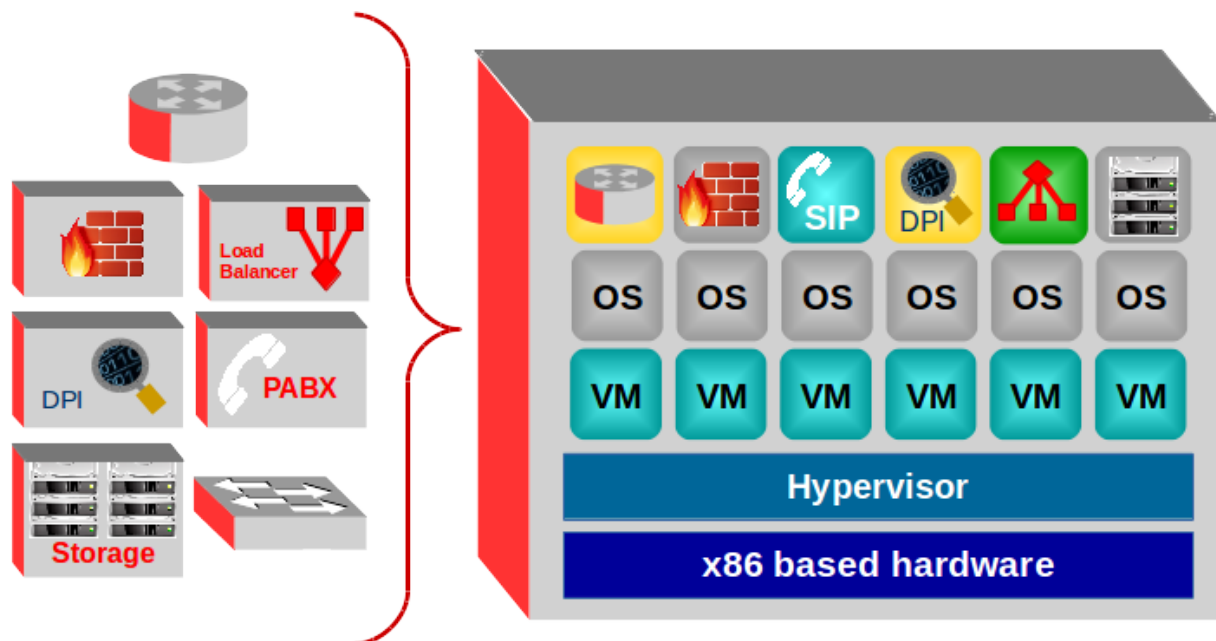 Load
Balancer
DPI
PABX
Storage
SIP
DPI
OS OS OS OS OS OS
VM VM VM VM VM VM
Hypervisor
x86 based hardware